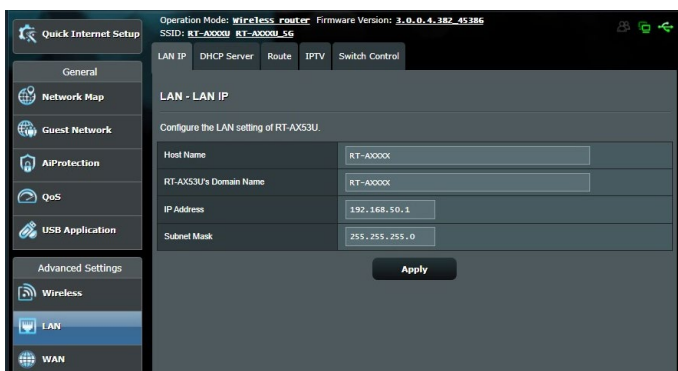 Quick Internet Setup
General
Network Map
Guest Network
AiProtection
QoS
USB Application
Advanced Settings
Wireless
LAN
WAN
Operation Mode: Wireless router Firmware Version: 3.0.0.4.382_45386
SSID: RT-AXXXU RT-AXXXU_5G
LAN IP DHCP Server Route IPTV Switch Control
LAN - LAN IP
Configure the LAN setting of RT-AX53U.
Host Name RT-AXXXX
RT-AX53U's Domain Name RT-AXXXX
IP Address 192.168.50.1
Subnet Mask 255.255.255.0
Apply